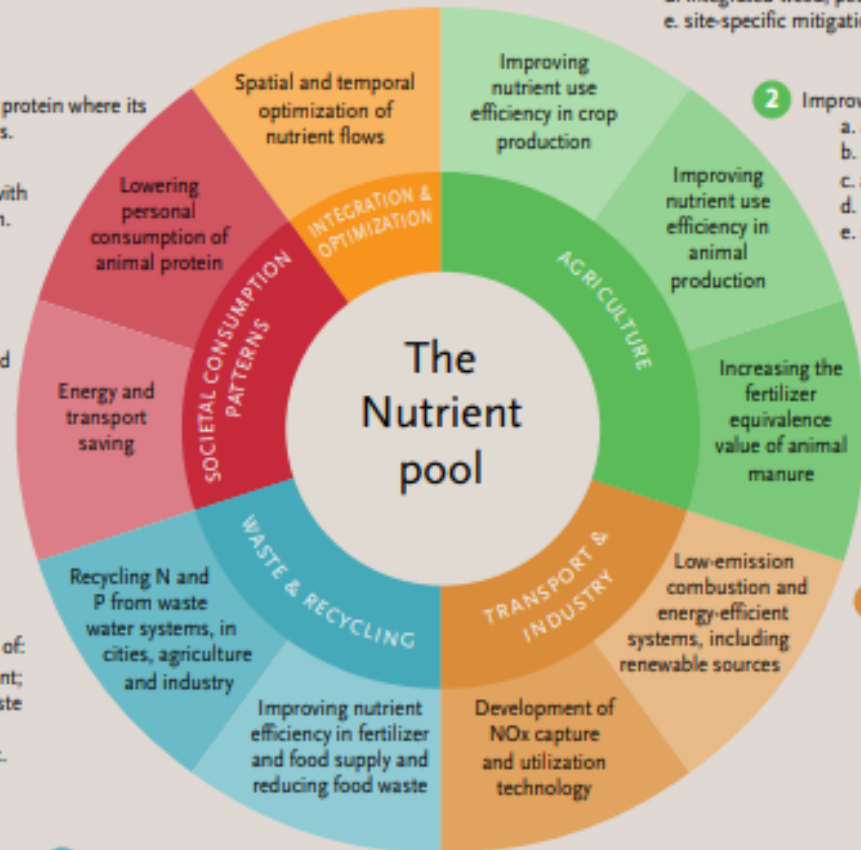 e. site-specific mitigati
protein where its
s.
with
n.
d
of:
nt;
ste
2 Improv
a.
b.
c.
d.
e.
The
Nutrient
pool
AGRICULTURE
Improving
nutrient use
efficiency in crop
production
Improving
nutrient use
efficiency in
animal
production
Increasing the
fertilizer
equivalence
value of animal
manure
TRANSPORT &
INDUSTRY
Low-emission
combustion and
energy-efficient
systems, including
renewable sources
Development of
NOx capture
and utilization
technology
WASTE & RECYCLING
Improving nutrient
efficiency in fertilizer
and food supply and
reducing food waste
Recycling N and
P from waste
water systems, in
cities, agriculture
and industry
SOCIETAL CONSUMPTION
PATTERNS
Energy and
transport
saving
Lowering
personal
consumption of
animal protein
INTEGRATION &
OPTIMIZATION
Spatial and temporal
optimization of
nutrient flows